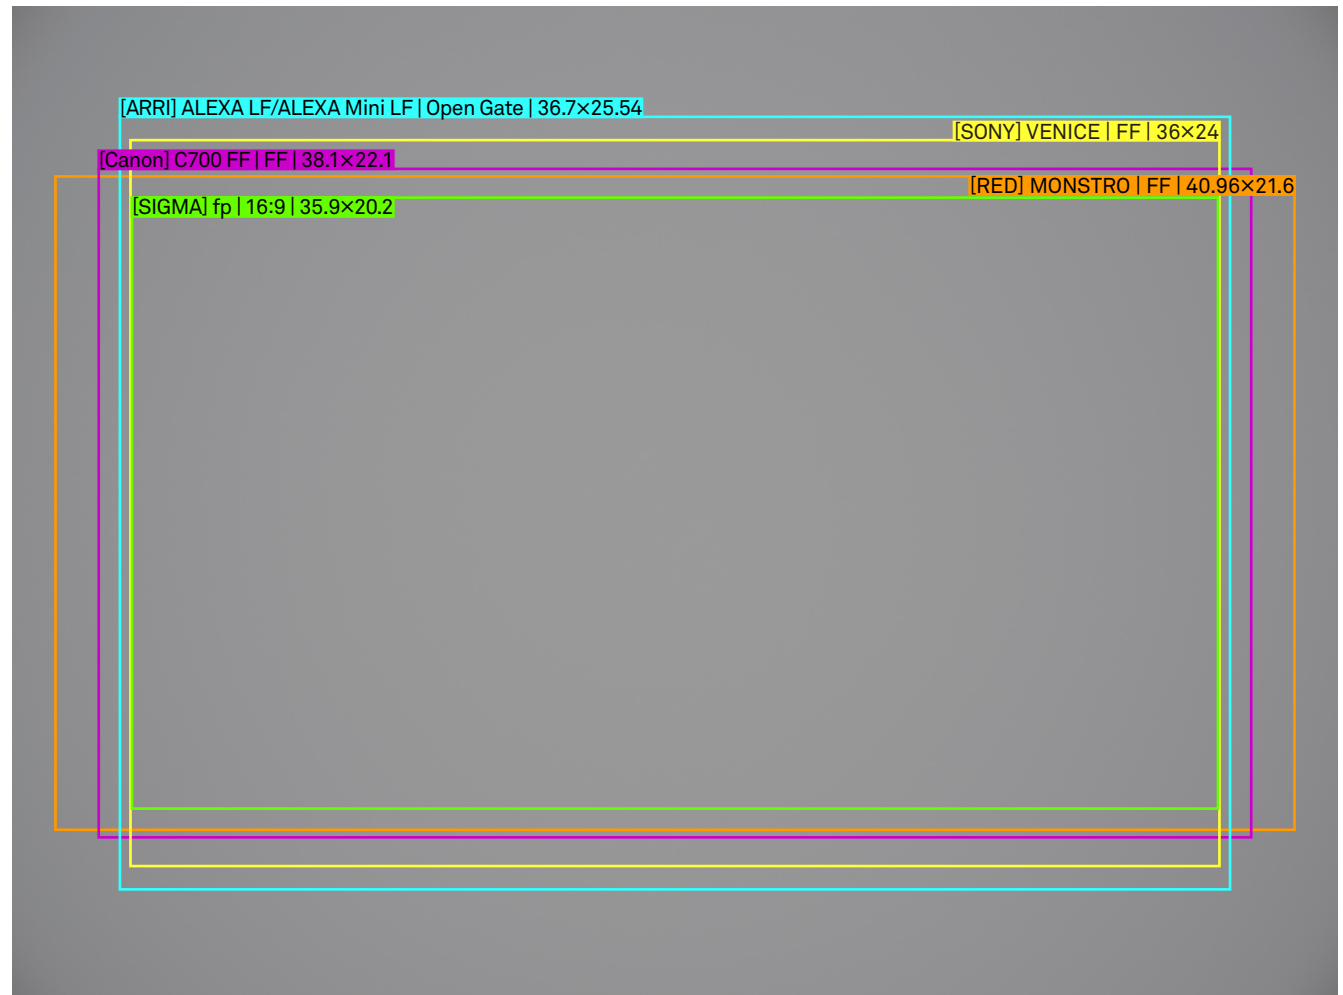 [ARRI] ALEXA LF/ALEXA Mini LF | Open Gate | 36.7×25.54
[SONY] VENICE | FF | 36×24
[Canon] C700 FF | FF | 38.1×22.1
[RED] MONSTRO | FF | 40.96×21.6
[SIGMA] fp | 16:9 | 35.9×20.2